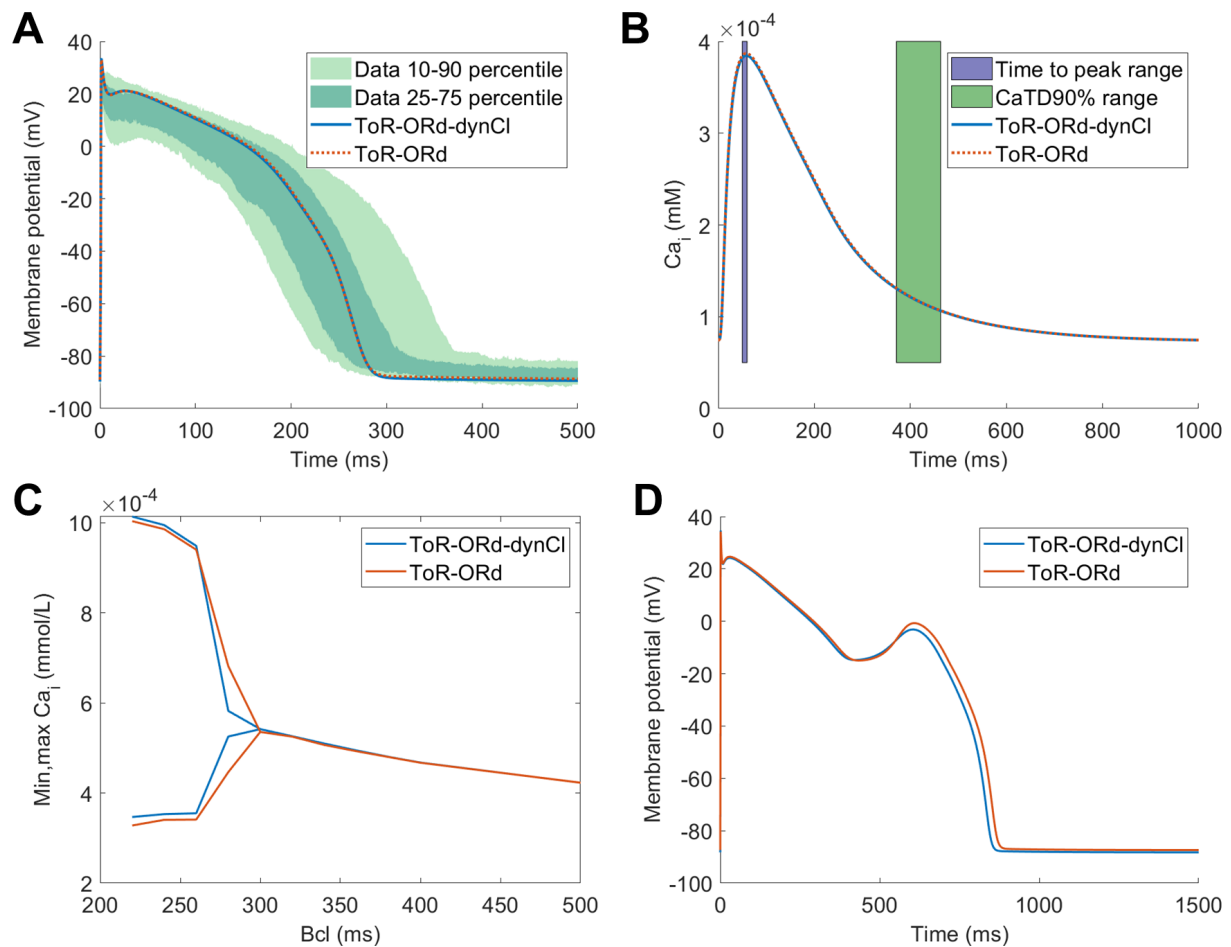 A
40
20
0
-20
-40
-60
-80
-100
Membrane potential (mV)
0
100
200
300
400
500
Time (ms)
Data 10-90 percentile
Data 25-75 percentile
ToR-ORd-dynCl
ToR-ORd
B
×10⁻⁴
4
3
2
1
0
Ca_i (mM)
0
200
400
600
800
1000
Time (ms)
Time to peak range
CaTD90% range
ToR-ORd-dynCl
ToR-ORd
C
×10⁻⁴
10
8
6
4
2
Min,max Ca_i (mmol/L)
200
250
300
350
400
450
500
Bcl (ms)
ToR-ORd-dynCl
ToR-ORd
D
40
20
0
-20
-40
-60
-80
-100
Membrane potential (mV)
0
500
1000
1500
Time (ms)
ToR-ORd-dynCl
ToR-ORd